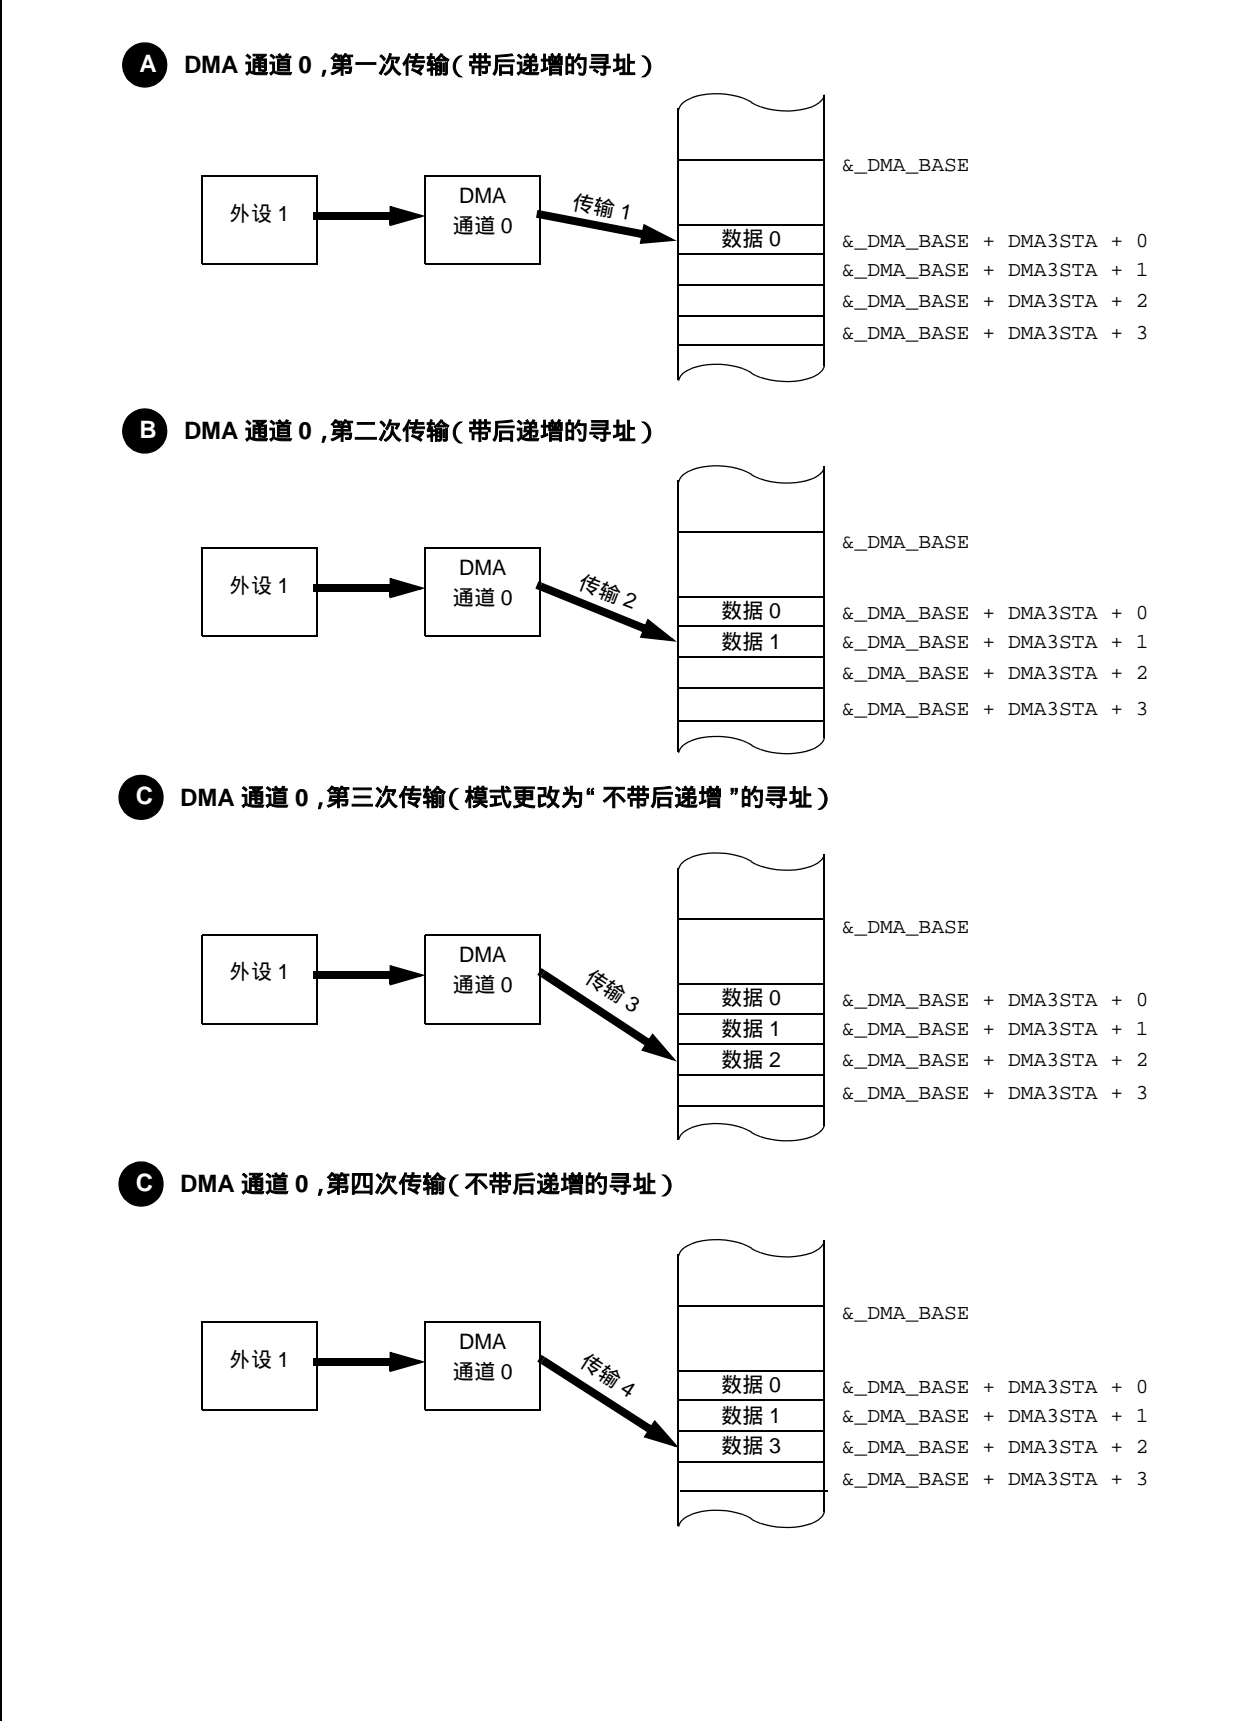 A DMA 通道 0 ,第一次传输（带后递增的寻址）
&_DMA_BASE
外设 1
DMA
通道 0
传输 1
数据 0 &_DMA_BASE + DMA3STA + 0
&_DMA_BASE + DMA3STA + 1
&_DMA_BASE + DMA3STA + 2
&_DMA_BASE + DMA3STA + 3
B DMA 通道 0 ,第二次传输（带后递增的寻址）
&_DMA_BASE
外设 1
DMA
通道 0
传输 2
数据 0 &_DMA_BASE + DMA3STA + 0
数据 1 &_DMA_BASE + DMA3STA + 1
&_DMA_BASE + DMA3STA + 2
&_DMA_BASE + DMA3STA + 3
C DMA 通道 0 ,第三次传输（模式更改为“ 不带后递增 ”的寻址）
&_DMA_BASE
外设 1
DMA
通道 0
传输 3
数据 0 &_DMA_BASE + DMA3STA + 0
数据 1 &_DMA_BASE + DMA3STA + 1
数据 2 &_DMA_BASE + DMA3STA + 2
&_DMA_BASE + DMA3STA + 3
C DMA 通道 0 ,第四次传输（不带后递增的寻址）
&_DMA_BASE
外设 1
DMA
通道 0
传输 4
数据 0 &_DMA_BASE + DMA3STA + 0
数据 1 &_DMA_BASE + DMA3STA + 1
数据 3 &_DMA_BASE + DMA3STA + 2
&_DMA_BASE + DMA3STA + 3